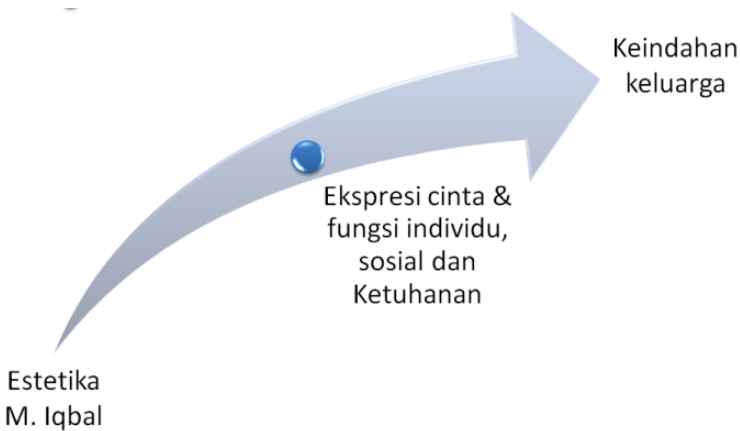 Keindahan
keluarga
Ekspresi cinta &
fungsi individu,
sosial dan
Ketuhanan
Estetika
M. Iqbal